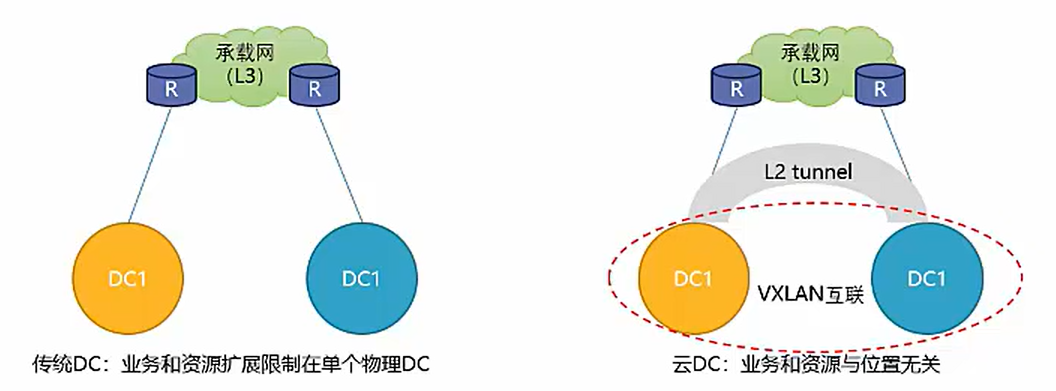 承载网
（L3）
R
R
DC1
DC1
传统DC：业务和资源扩展限制在单个物理DC
承载网
（L3）
R
R
L2 tunnel
DC1
VXLAN互联
DC1
云DC：业务和资源与位置无关